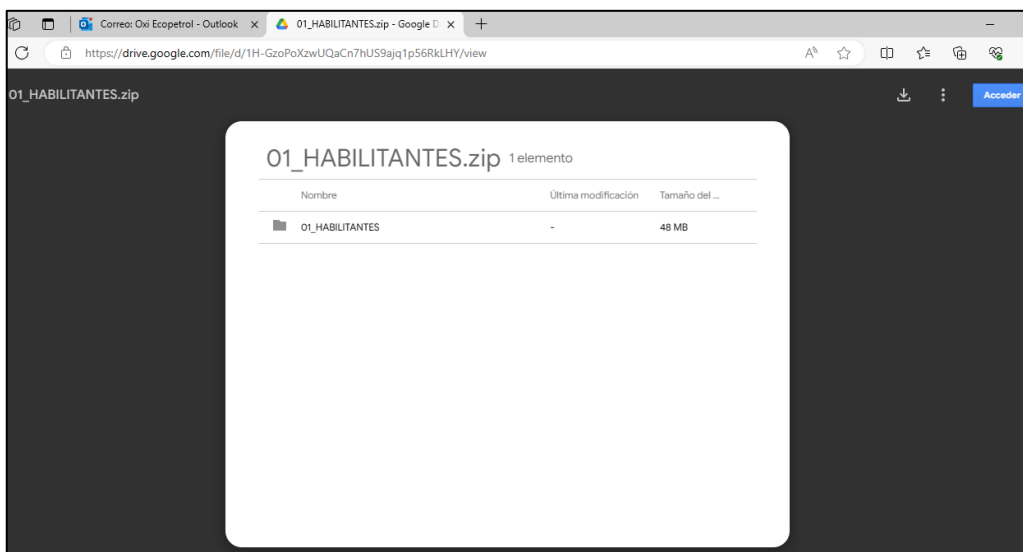 Correo: Oxi Ecopetrol - Outlook
01_HABILITANTES.zip - Google D
https://drive.google.com/file/d/1H-GzoPoXzwUQaCn7hUS9ajq1p56RkLHY/view
01_HABILITANTES.zip
Acceder
01_HABILITANTES.zip 1 elemento
Nombre Última modificación Tamaño del ...
01_HABILITANTES - 48 MB